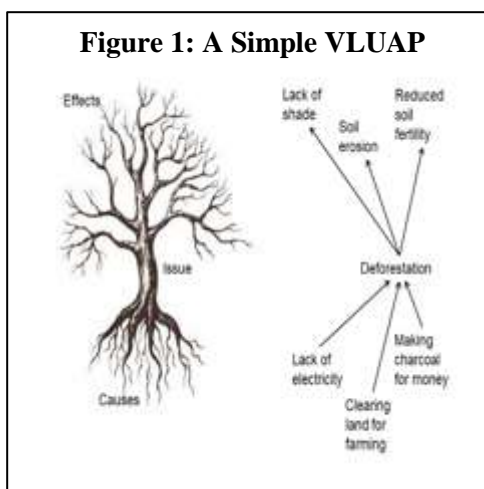 Figure 1: A Simple VLUAP
Effects
Issue
Causes
Lack of
shade
Soil
erosion
Reduced
soil
fertility
Deforestation
Lack of
electricity
Clearing
land for
farming
Making
charcoal
for money